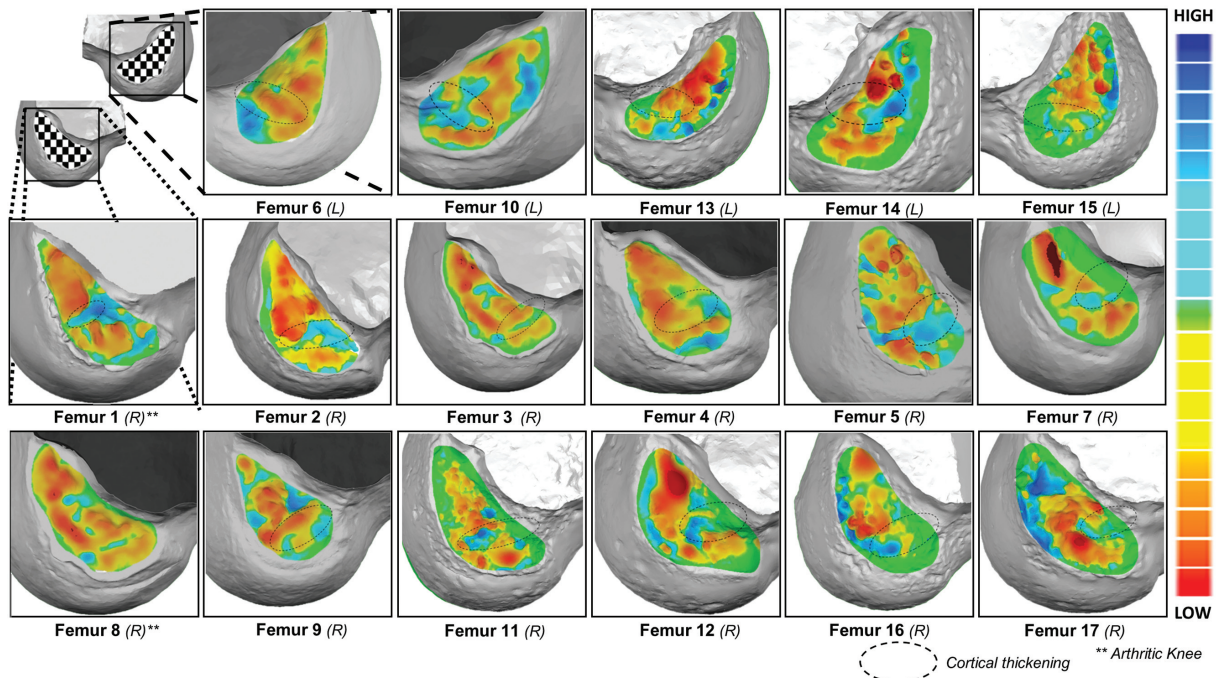 HIGH
Femur 6 (L)
Femur 10 (L)
Femur 13 (L)
Femur 14 (L)
Femur 15 (L)
Femur 1 (R)**
Femur 2 (R)
Femur 3 (R)
Femur 4 (R)
Femur 5 (R)
Femur 7 (R)
LOW
Femur 8 (R)**
Femur 9 (R)
Femur 11 (R)
Femur 12 (R)
Femur 16 (R)
Femur 17 (R)
Cortical thickening
** Arthritic Knee